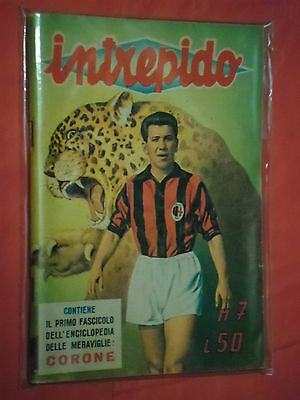 intrepido
CONTIENE
IL PRIMO FASCICOLO
DELL'ENCICLOPEDIA
DELLE MERAVIGLIE:
CORONE
N 7
L 50